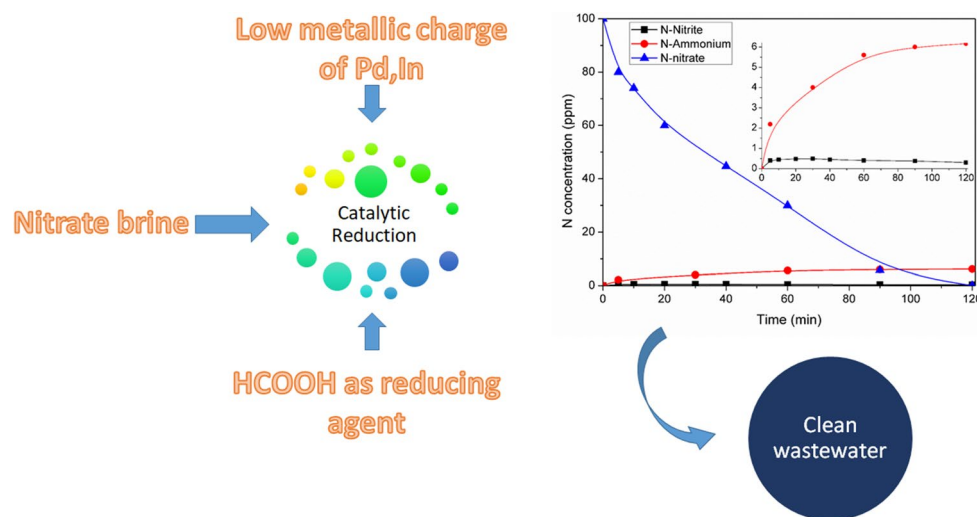 Low metallic charge
of Pd,In
Nitrate brine
Catalytic
Reduction
HCOOH as reducing
agent
N-Nitrite
N-Ammonium
N-nitrate
N concentration (ppm)
100
80
60
40
20
0
0 20 40 60 80 100 120
Time (min)
6
5
4
3
2
1
0
0 20 40 60 80 100 120
Clean
wastewater